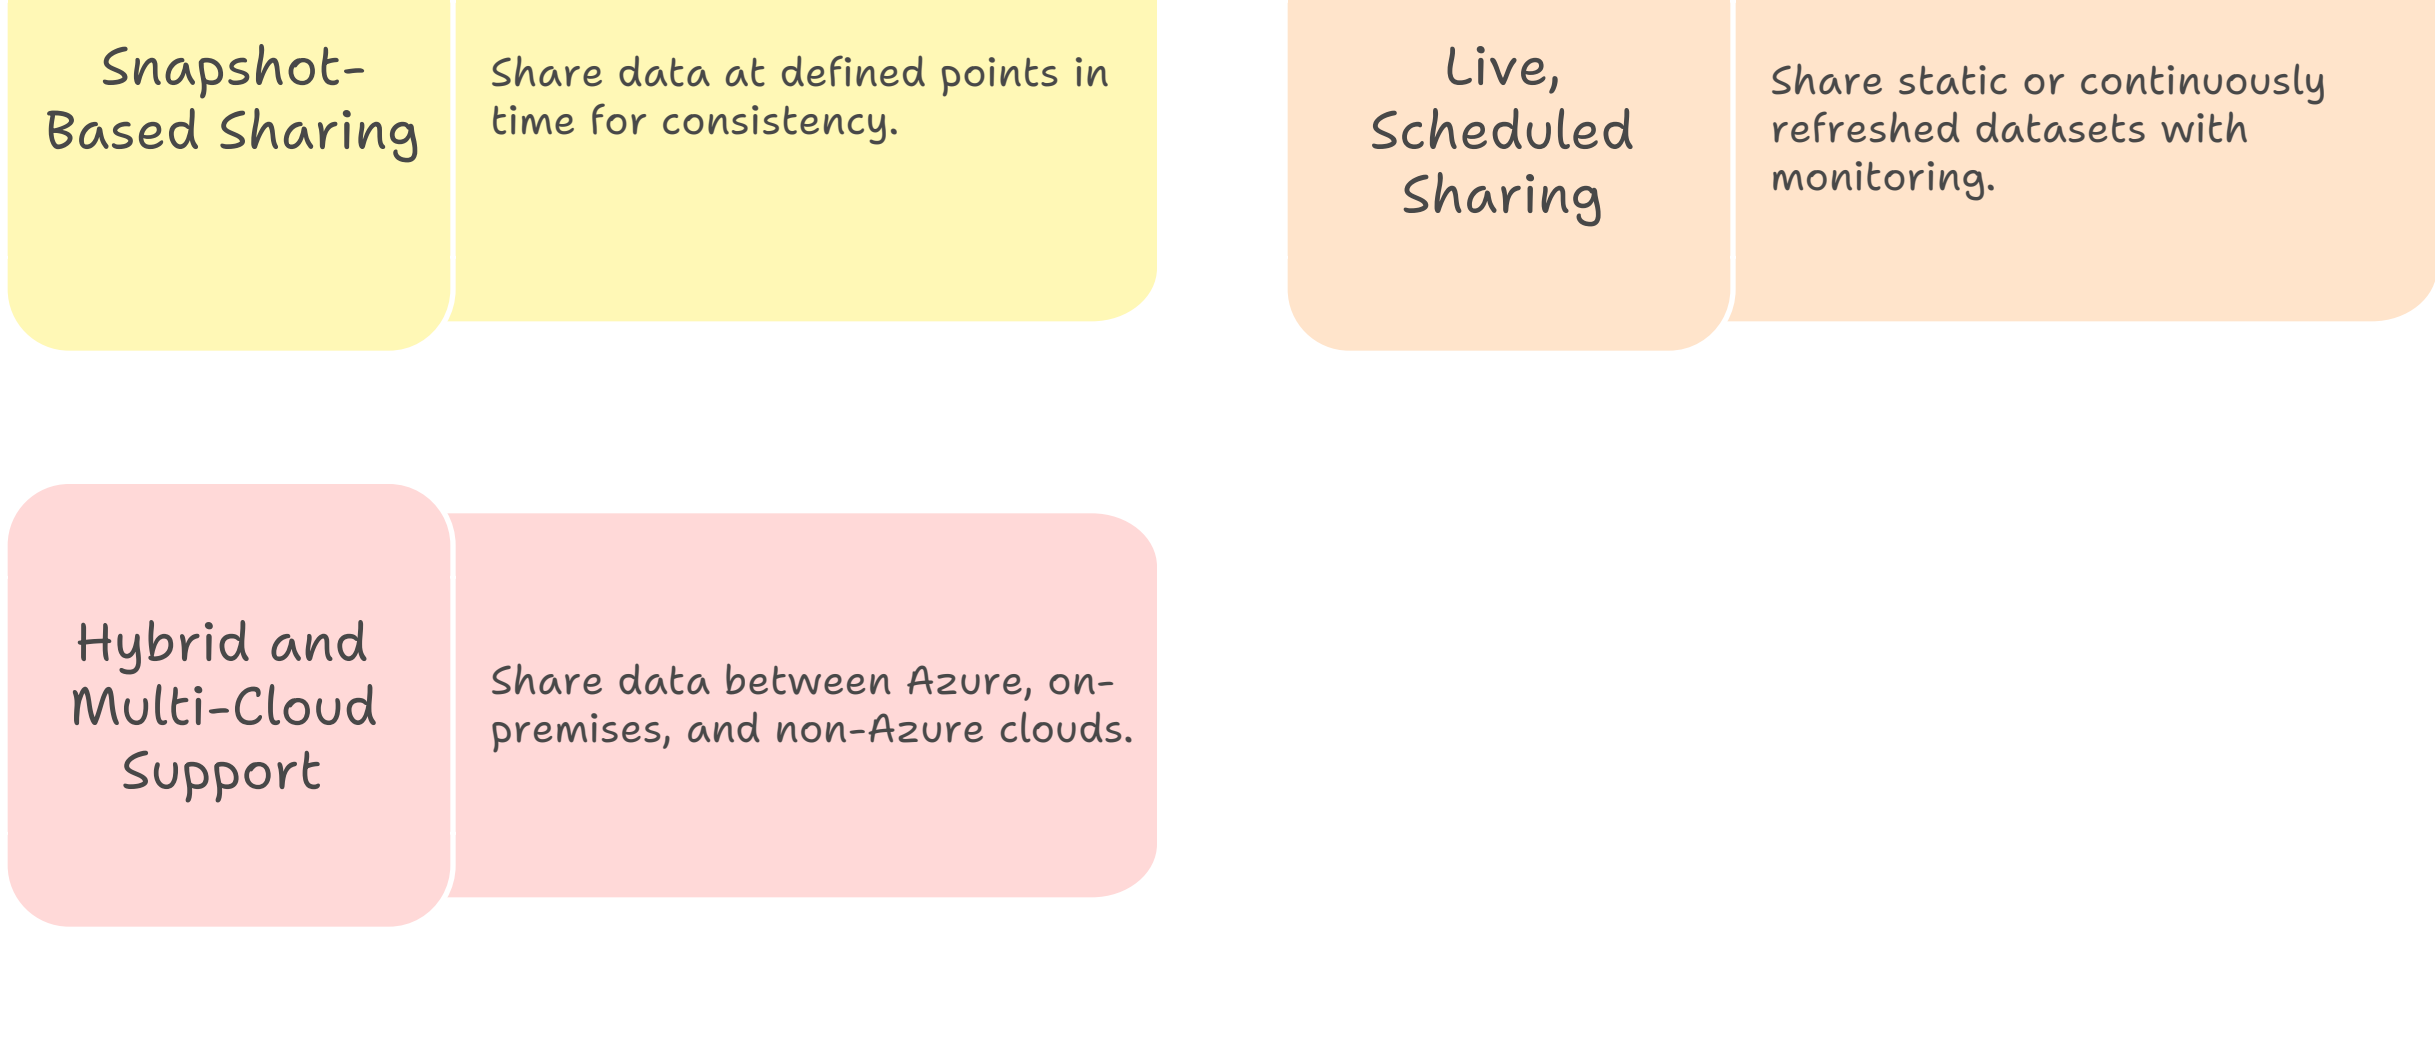 Snapshot-
Based Sharing
Share data at defined points in
time for consistency.
Live,
Scheduled
Sharing
Share static or continuously
refreshed datasets with
monitoring.
Hybrid and
Multi-Cloud
Support
Share data between Azure, on-
premises, and non-Azure clouds.